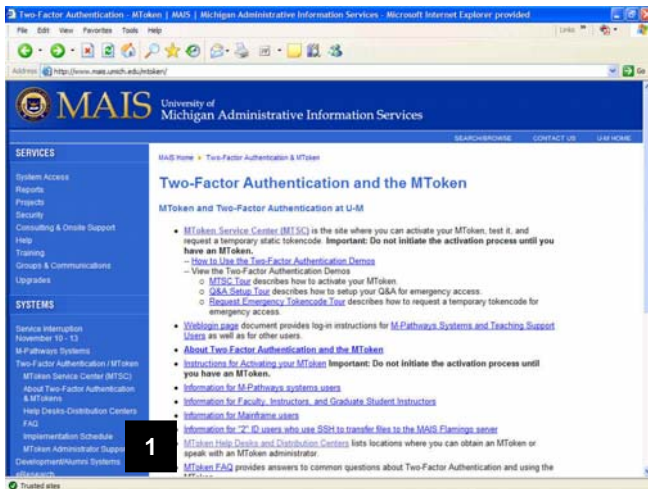 Two-Factor Authentication - MToken | MAIS | Michigan Administrative Information Services - Microsoft Internet Explorer provided
File Edit View Favorites Tools Help
Links
Address http://www.mais.umich.edu/mtoken/
Go
MAIS University of Michigan Administrative Information Services
SEARCH/BROWSE CONTACT US U-M HOME
SERVICES
System Access
Reports
Projects
Security
Consulting & Onsite Support
Help
Training
Groups & Communications
Upgrades
SYSTEMS
Service Interruption
November 10 - 13
M-Pathways Systems
Two-Factor Authentication / MToken
MToken Service Center (MTSC)
About Two-Factor Authentication
& MTokens
Help Desks-Distribution Centers
FAQ
Implementation Schedule
MToken Administrator Support
Development/Alumni Systems
eResearch
1
MAIS Home Two-Factor Authentication & MToken
Two-Factor Authentication and the MToken
MToken and Two-Factor Authentication at U-M
MToken Service Center (MTSC) is the site where you can activate your MToken, test it, and
request a temporary static tokencode. Important: Do not initiate the activation process until you
have an MToken.
-- How to Use the Two-Factor Authentication Demos
-- View the Two-Factor Authentication Demos
MTSC Tour describes how to activate your MToken.
Q&A Setup Tour describes how to setup your Q&A for emergency access.
Request Emergency Tokencode Tour describes how to request a temporary tokencode for
emergency access.
Weblogin page document provides log-in instructions for M-Pathways Systems and Teaching Support
Users as well as for other users.
About Two Factor Authentication and the MToken
Instructions for Activating your MToken Important: Do not initiate the activation process until
you have an MToken.
Information for M-Pathways systems users
Information for Faculty, Instructors, and Graduate Student Instructors
Information for Mainframe users
Information for "2" ID users who use SSH to transfer files to the MAIS Flamingo server
MToken Help Desks and Distribution Centers lists locations where you can obtain an MToken or
speak with an MToken administrator.
MToken FAQ provides answers to common questions about Two-Factor Authentication and using the
MToken.
Trusted sites